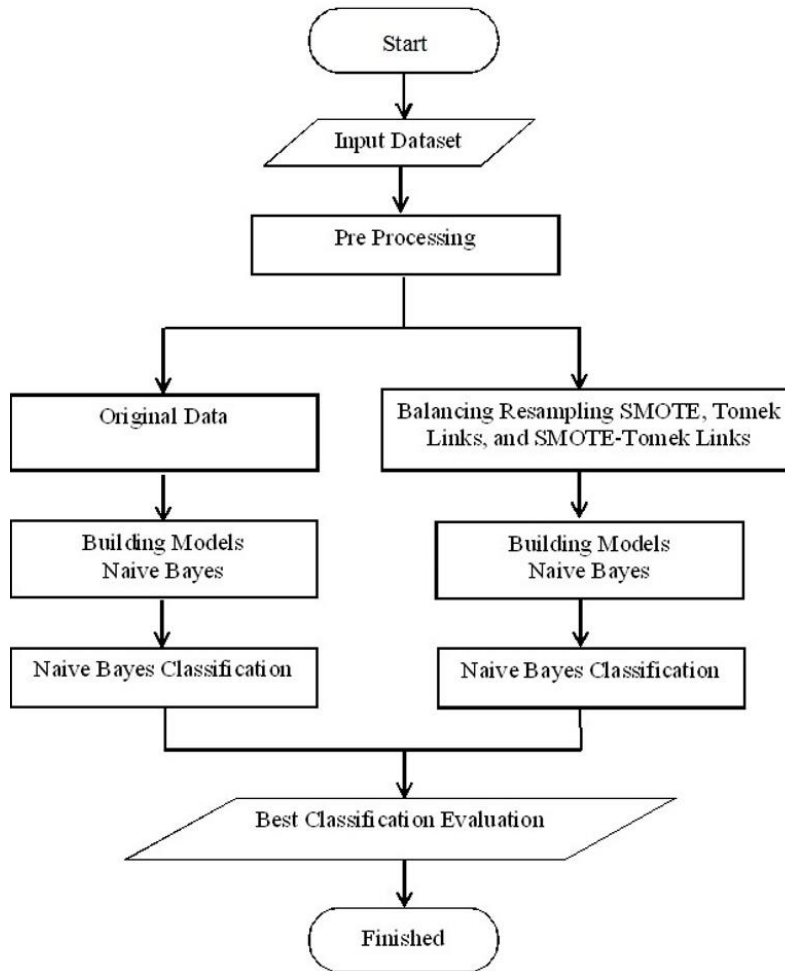 Start
Input Dataset
Pre Processing
Original Data
Balancing Resampling SMOTE, Tomek
Links, and SMOTE-Tomek Links
Building Models
Naive Bayes
Building Models
Naive Bayes
Naive Bayes Classification
Naive Bayes Classification
Best Classification Evaluation
Finished